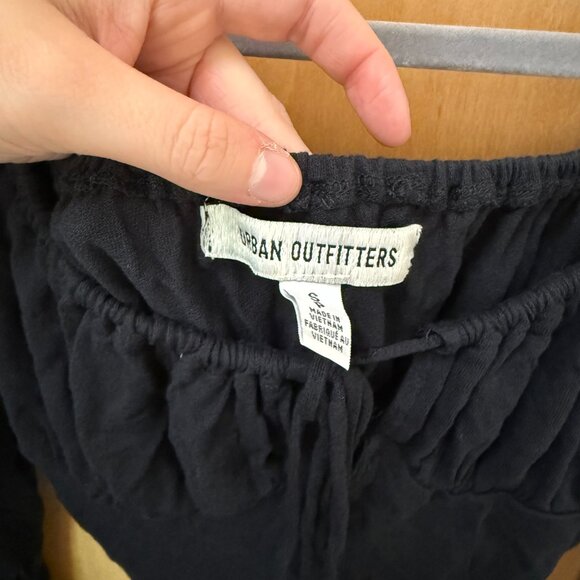 URBAN OUTFITTERS
S/P
MADE IN
VIETNAM
FABRIQUÉ AU
VIETNAM